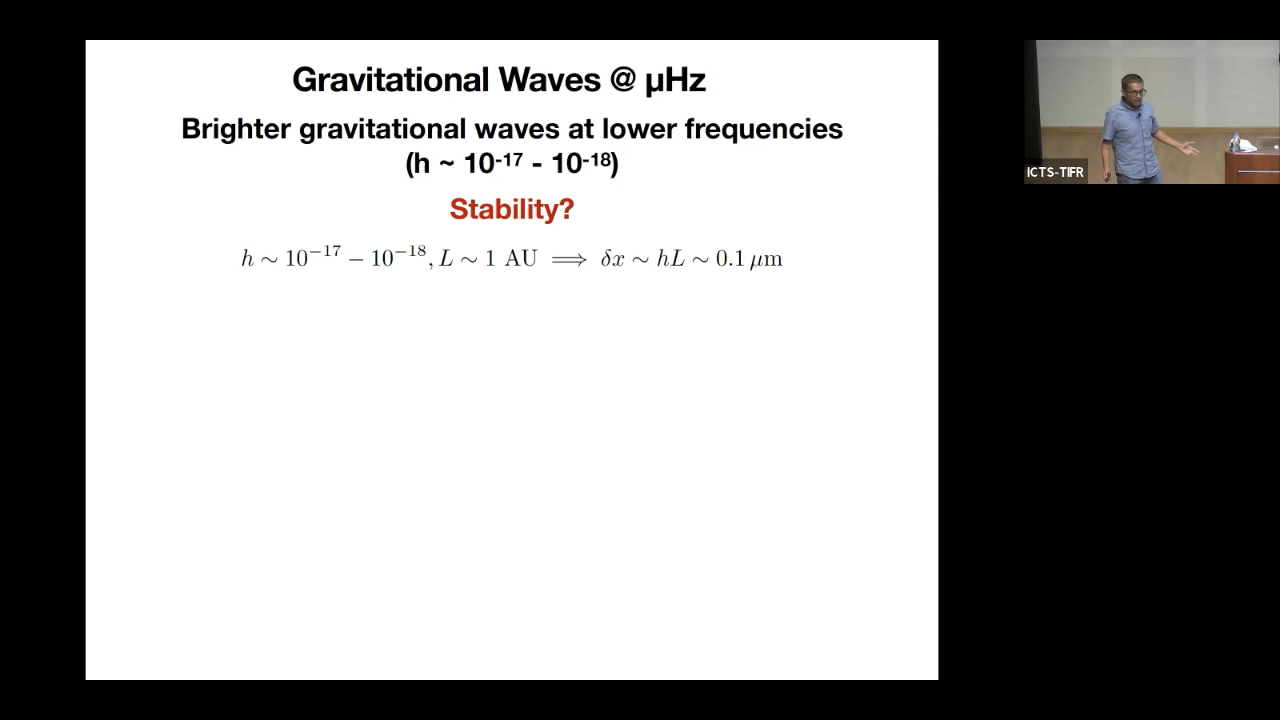 Gravitational Waves @ μHz
Brighter gravitational waves at lower frequencies
(h ~ 10⁻¹⁷ - 10⁻¹⁸)
Stability?
h ∼ 10⁻¹⁷ − 10⁻¹⁸, L ∼ 1 AU ⟹ δx ∼ hL ∼ 0.1 μm
ICTS-TIFR